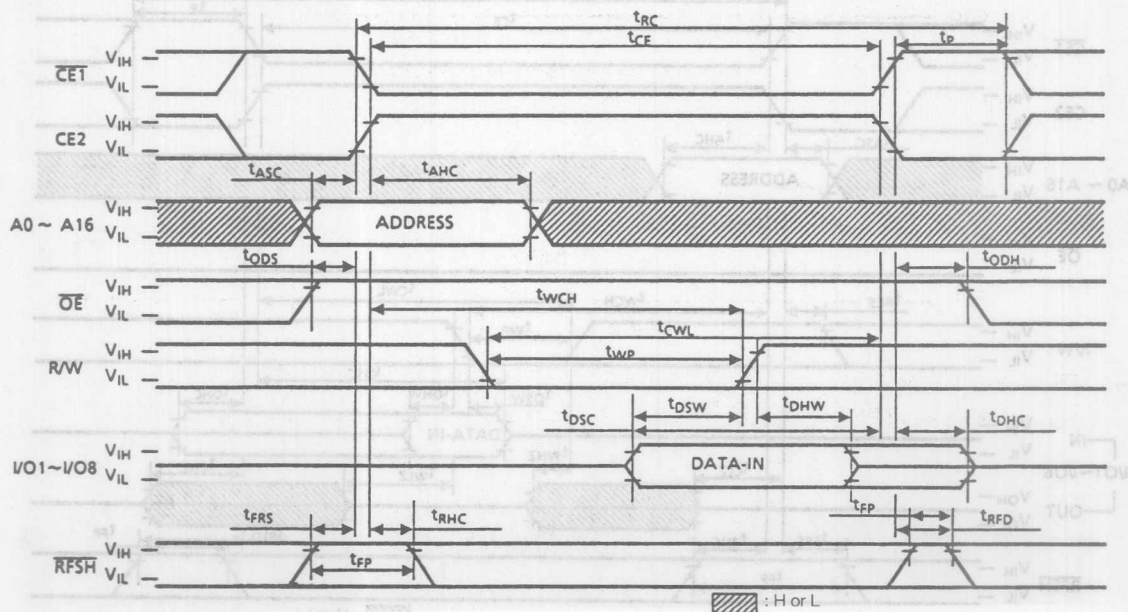 tRC
tCE
tP
CE1
VIH
VIL
CE2
VIH
VIL
tASC
tAHC
A0 ~ A16
VIH
VIL
ADDRESS
tODS
tODH
OE
VIH
VIL
tWCH
tCWL
R/W
VIH
VIL
tWP
tDSC
tDSW
tDHW
tDHC
I/O1~I/O8
VIH
VIL
DATA-IN
tFRS
tRHC
tFP
tRFD
RFSH
VIH
VIL
tFP
: H or L